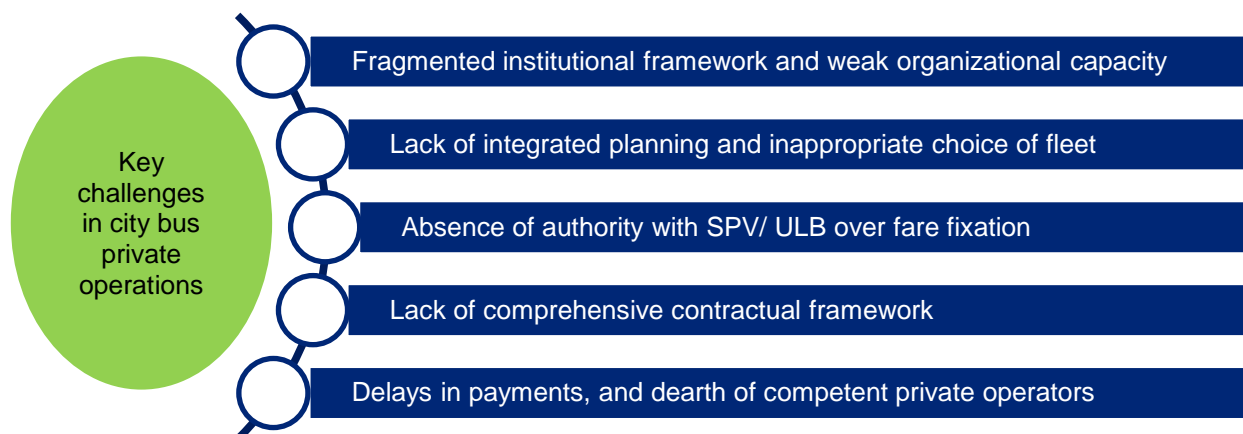 Key
challenges
in city bus
private
operations
Fragmented institutional framework and weak organizational capacity
Lack of integrated planning and inappropriate choice of fleet
Absence of authority with SPV/ ULB over fare fixation
Lack of comprehensive contractual framework
Delays in payments, and dearth of competent private operators